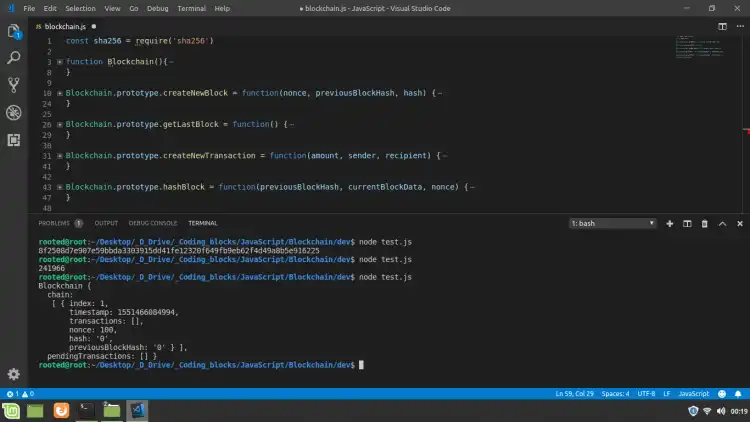 File Edit Selection View Go Debug Terminal Help
● blockchain.js - JavaScript - Visual Studio Code
JS blockchain.js ●
1 const sha256 = require('sha256')
2
3 function Blockchain(){⋯
8 }
9
10 Blockchain.prototype.createNewBlock = function(nonce, previousBlockHash, hash) {⋯
24 }
25
26 Blockchain.prototype.getLastBlock = function() {⋯
29 }
30
31 Blockchain.prototype.createNewTransaction = function(amount, sender, recipient) {⋯
41 }
42
43 Blockchain.prototype.hashBlock = function(previousBlockHash, currentBlockData, nonce) {⋯
47 }
48
PROBLEMS 1 OUTPUT DEBUG CONSOLE TERMINAL 1: bash
rooted@root:~/Desktop/_D_Drive/_Coding_blocks/JavaScript/Blockchain/dev$ node test.js
8f2508d7e907e59bbda3303915dd41fe12320f649fb9eb62f4d49a8b5e916225
rooted@root:~/Desktop/_D_Drive/_Coding_blocks/JavaScript/Blockchain/dev$ node test.js
241966
rooted@root:~/Desktop/_D_Drive/_Coding_blocks/JavaScript/Blockchain/dev$ node test.js
Blockchain {
chain:
[ { index: 1,
timestamp: 1551466084994,
transactions: [],
nonce: 100,
hash: '0',
previousBlockHash: '0' } ],
pendingTransactions: [] }
rooted@root:~/Desktop/_D_Drive/_Coding_blocks/JavaScript/Blockchain/dev$
1 0 Ln 59, Col 29 Spaces: 4 UTF-8 LF JavaScript
00:19